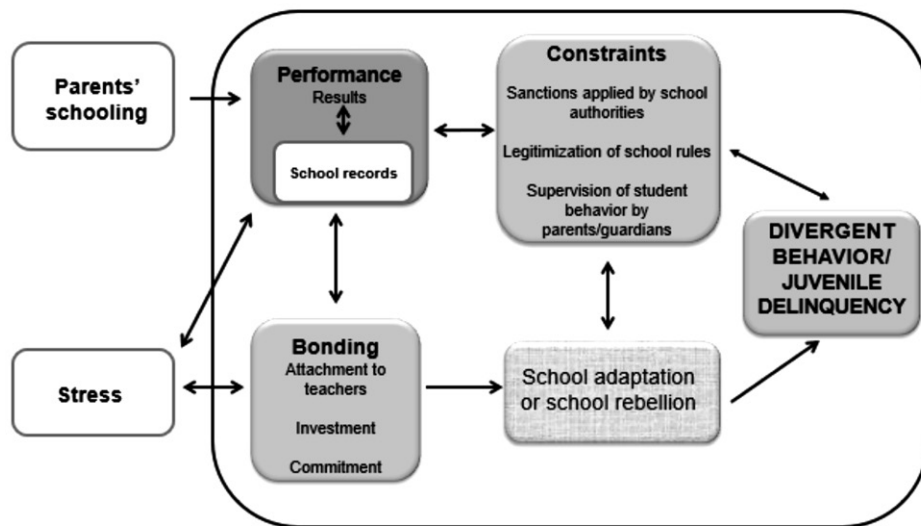 Parents'
schooling
Performance
Results
School records
Constraints
Sanctions applied by school
authorities
Legitimization of school rules
Supervision of student
behavior by
parents/guardians
DIVERGENT
BEHAVIOR/
JUVENILE
DELINQUENCY
Stress
Bonding
Attachment to
teachers
Investment
Commitment
School adaptation
or school rebellion